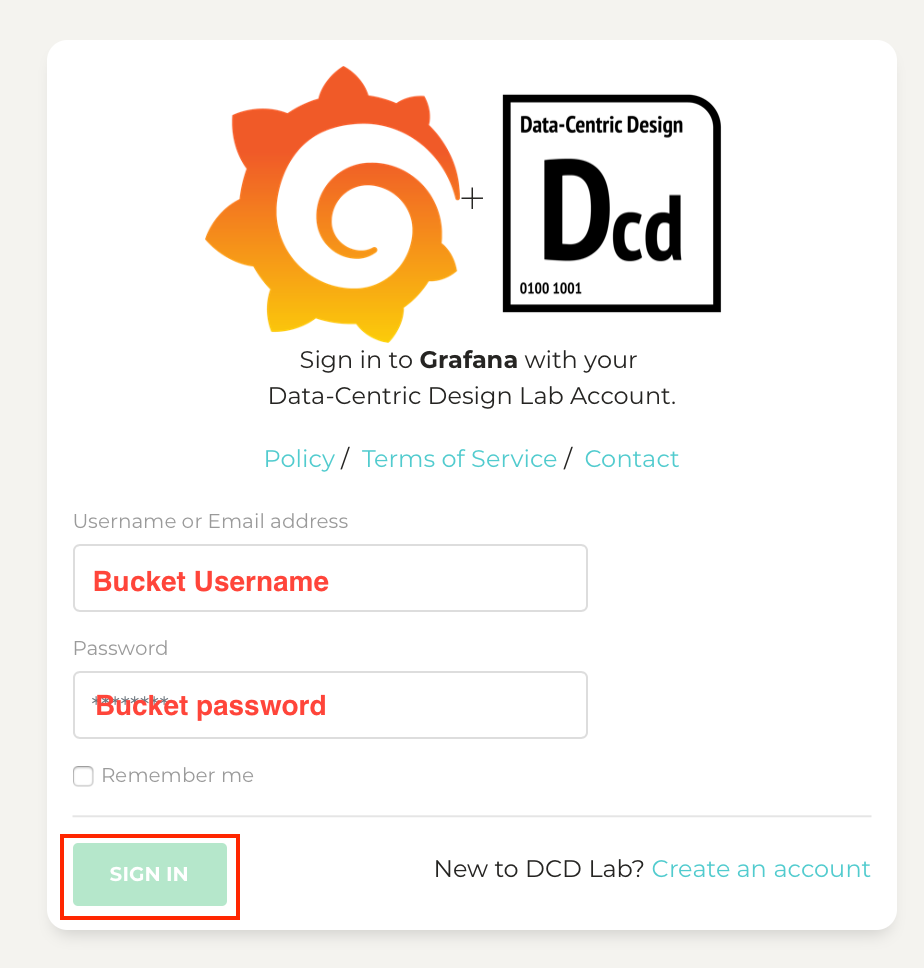 Data-Centric Design
+
Dcd
0100 1001
Sign in to Grafana with your
Data-Centric Design Lab Account.
Policy / Terms of Service / Contact
Username or Email address
Bucket Username
Password
********
Bucket password
Remember me
SIGN IN
New to DCD Lab? Create an account